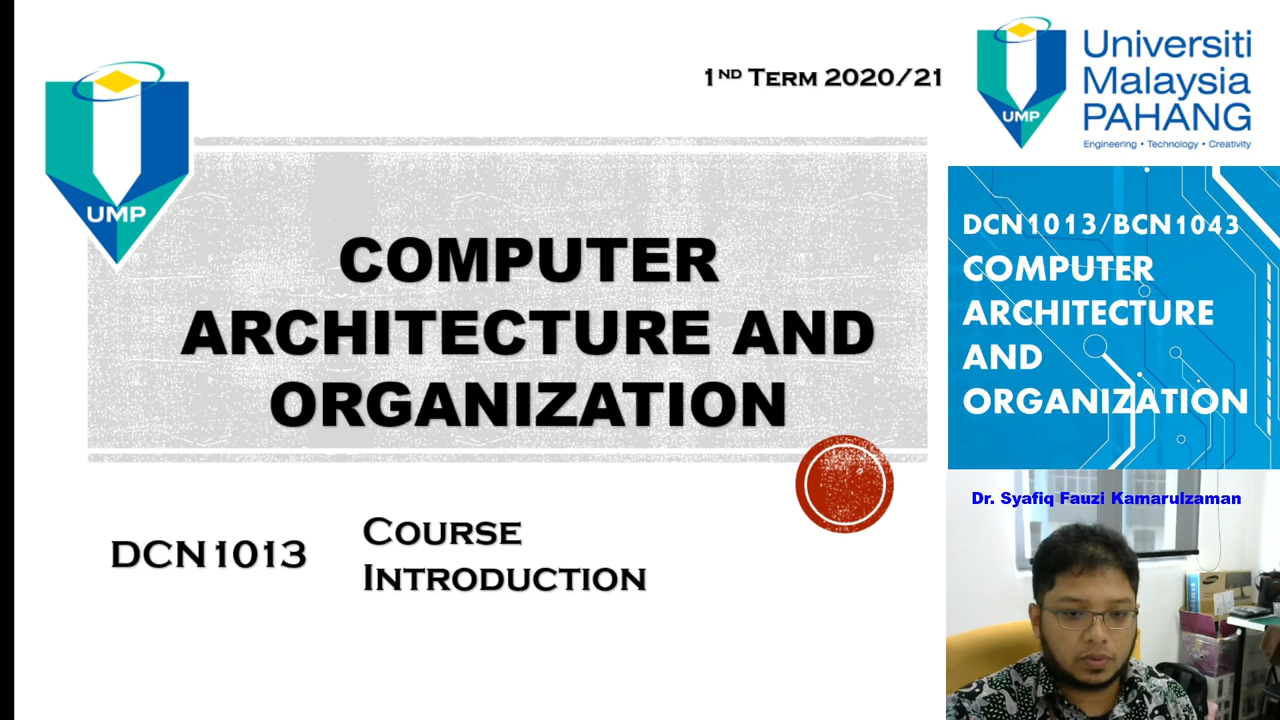 UMP
1ND TERM 2020/21
COMPUTER
ARCHITECTURE AND
ORGANIZATION
DCN1013
COURSE
INTRODUCTION
UMP
Universiti
Malaysia
PAHANG
Engineering • Technology • Creativity
DCN1013/BCN1043
COMPUTER
ARCHITECTURE
AND
ORGANIZATION
Dr. Syafiq Fauzi Kamarulzaman